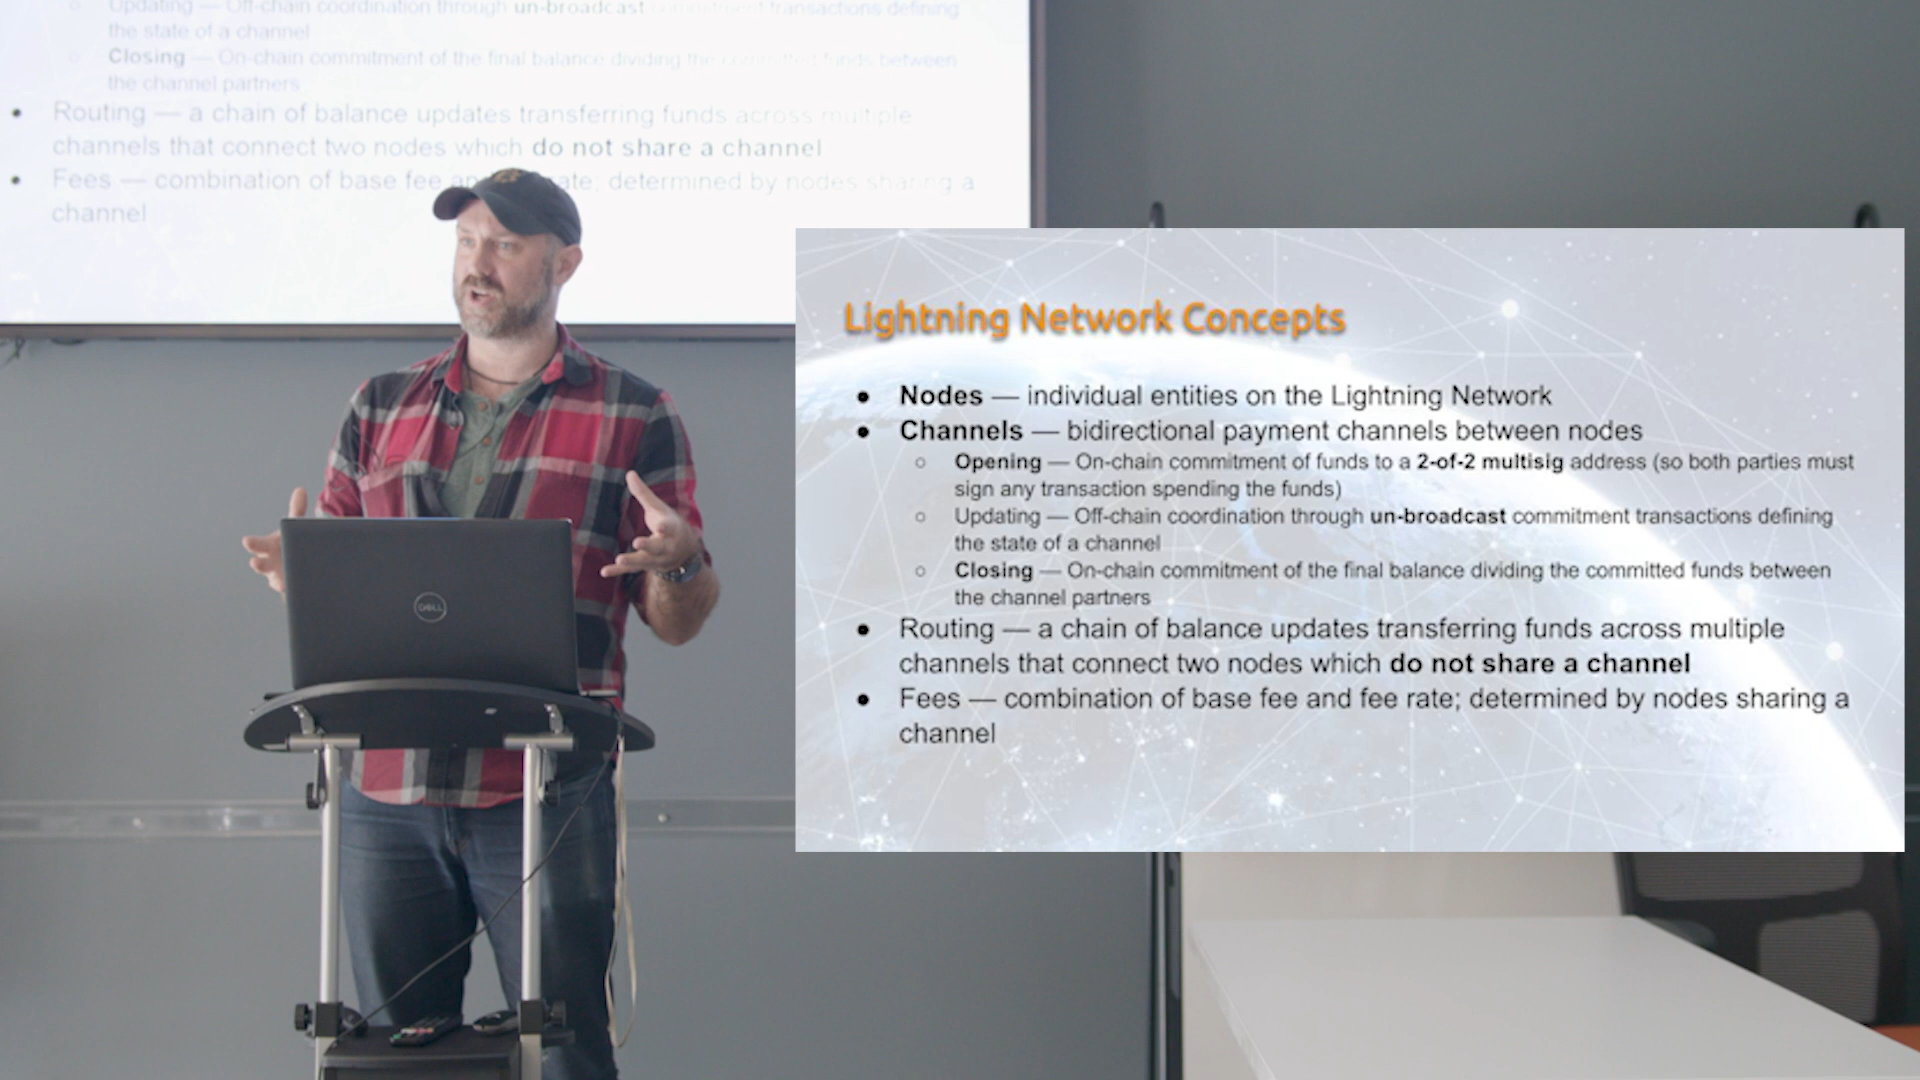 Updating — Off-chain coordination through un-broadcast commitment transactions defining
the state of a channel
Closing — On-chain commitment of the final balance dividing the committed funds between
the channel partners
• Routing — a chain of balance updates transferring funds across multiple
channels that connect two nodes which do not share a channel
• Fees — combination of base fee and rate; determined by nodes sharing a
channel
DELL
Lightning Network Concepts
• Nodes — individual entities on the Lightning Network
• Channels — bidirectional payment channels between nodes
○ Opening — On-chain commitment of funds to a 2-of-2 multisig address (so both parties must
sign any transaction spending the funds)
○ Updating — Off-chain coordination through un-broadcast commitment transactions defining
the state of a channel
○ Closing — On-chain commitment of the final balance dividing the committed funds between
the channel partners
• Routing — a chain of balance updates transferring funds across multiple
channels that connect two nodes which do not share a channel
• Fees — combination of base fee and fee rate; determined by nodes sharing a
channel